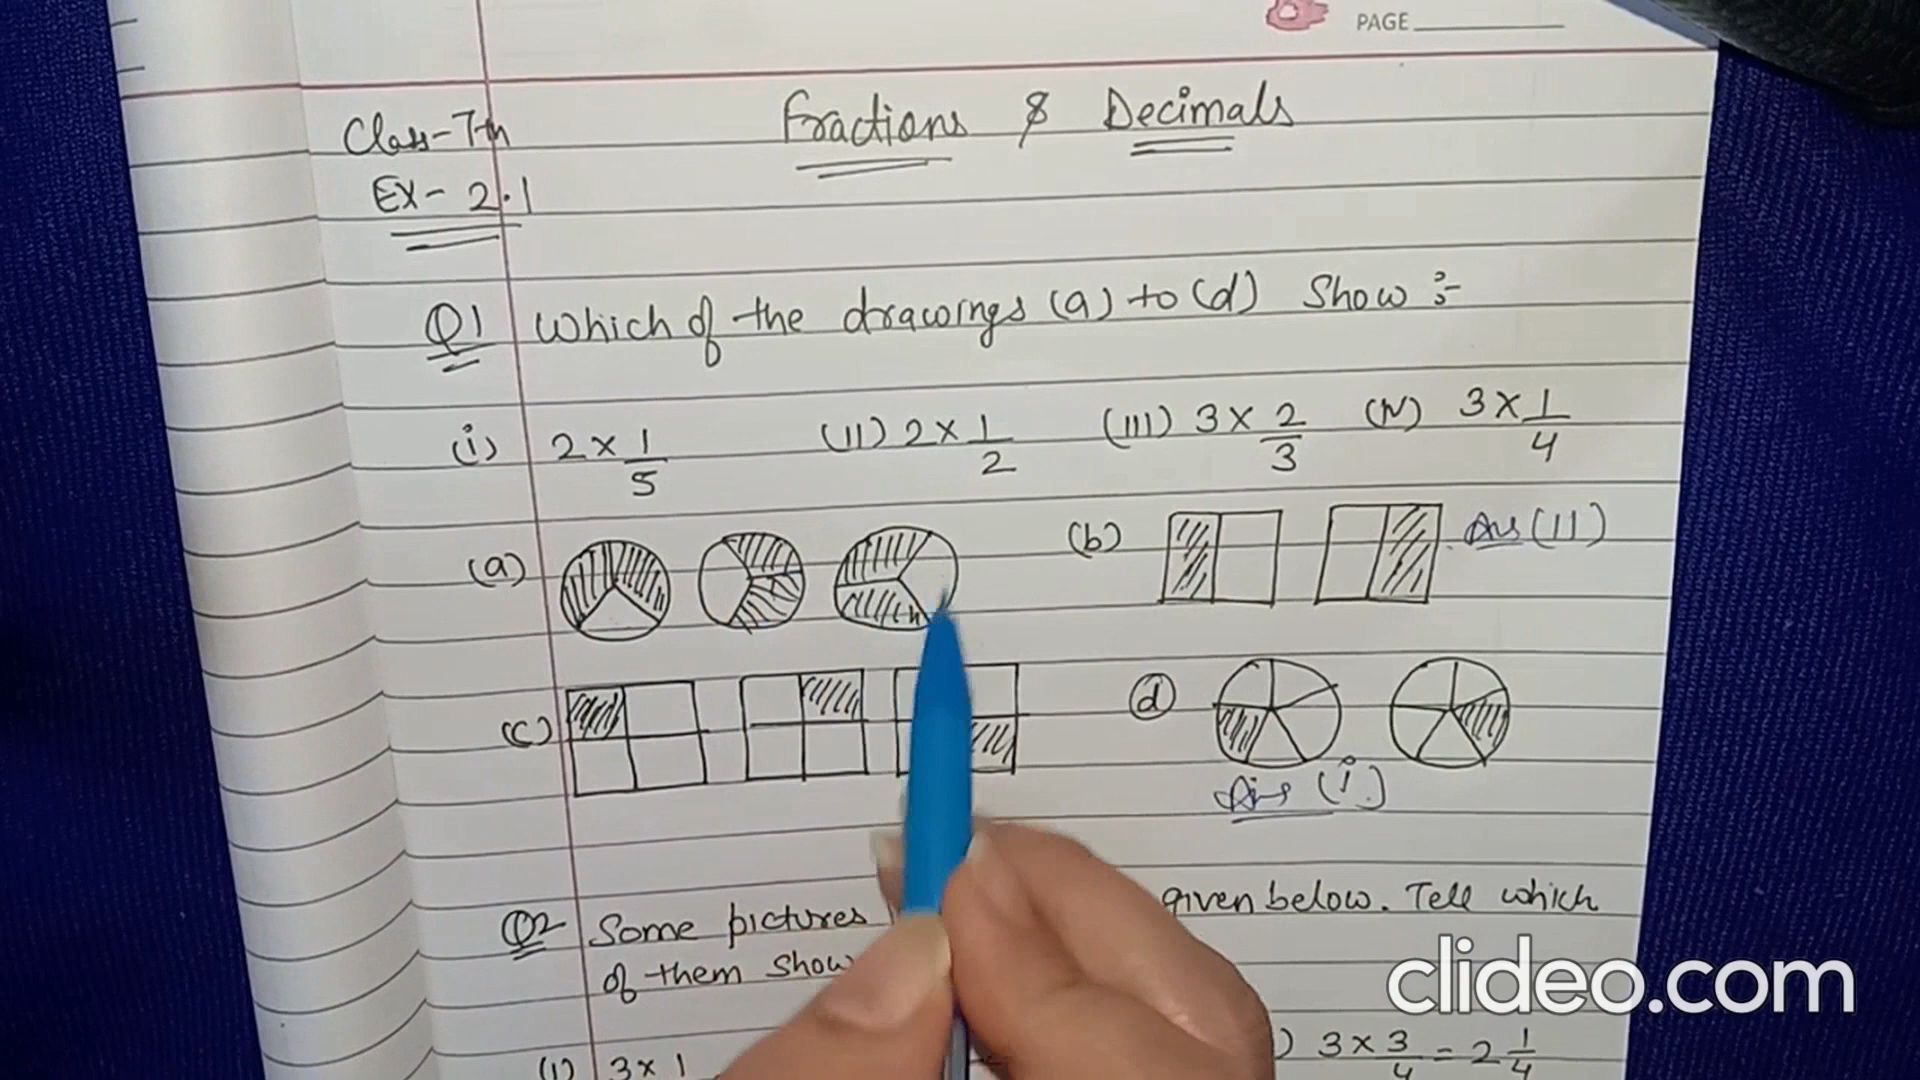 PAGE
Class-7th
Fractions & Decimals
EX- 2.1
Q1 Which of the drawings (a) to (d) Show :-
(i) 2 × 1/5 (II) 2 × 1/2 (III) 3 × 2/3 (IV) 3 × 1/4
(a) (b) Ans (II)
(c) (d)
Ans (i)
Q2 Some pictures given below. Tell which
of them show
(I) 3 × 1 ) 3 × 3/4 = 2 1/4
clideo.com